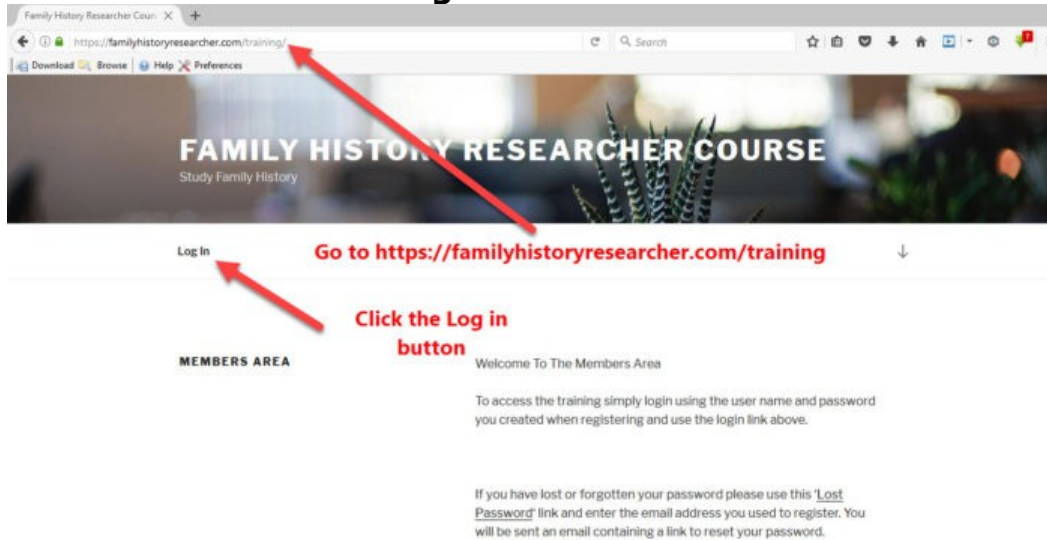 Family History Researcher Cour
https://familyhistoryresearcher.com/training/
Search
Download Browse Help Preferences
FAMILY HISTORY RESEARCHER COURSE
Study Family History
Log In
Go to https://familyhistoryresearcher.com/training
Click the Log in
button
MEMBERS AREA
Welcome To The Members Area
To access the training simply login using the user name and password
you created when registering and use the login link above.
If you have lost or forgotten your password please use this 'Lost
Password' link and enter the email address you used to register. You
will be sent an email containing a link to reset your password.